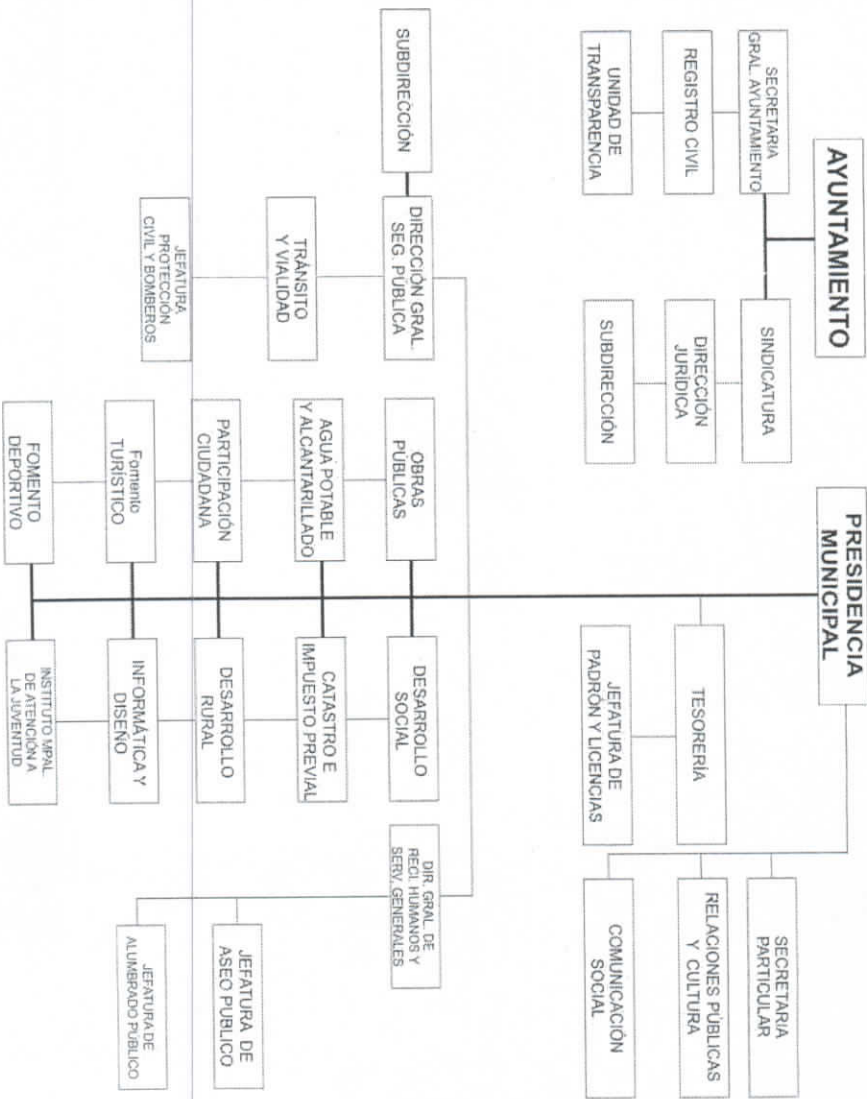 AYUNTAMIENTO
SECRETARIA
GRAL. AYUNTAMIENTO
REGISTRO CIVIL
UNIDAD DE
TRANSPARENCIA
SINDICATURA
DIRECCIÓN
JURÍDICA
SUBDIRECCIÓN
PRESIDENCIA
MUNICIPAL
TESORERÍA
JEFATURA DE
PADRÓN Y LICENCIAS
SECRETARIA
PARTICULAR
RELACIONES PÚBLICAS
Y CULTURA
COMUNICACIÓN
SOCIAL
SUBDIRECCIÓN
DIRECCIÓN GRAL.
SEG. PÚBLICA
TRÁNSITO
Y VIALIDAD
JEFATURA
PROTECCIÓN
CIVIL Y BOMBEROS
OBRAS
PÚBLICAS
AGUA POTABLE
Y ALCANTARILLADO
PARTICIPACIÓN
CIUDADANA
Fomento
TURÍSTICO
FOMENTO
DEPORTIVO
DESARROLLO
SOCIAL
CATASTRO E
IMPUESTO PREVIAL
DESARROLLO
RURAL
INFORMÁTICA Y
DISEÑO
INSTITUTO MPAL.
DE ATENCIÓN A
LA JUVENTUD
DIR. GRAL. DE
RECI. HUMANOS Y
SERV. GENERALES
JEFATURA DE
ASEO PUBLICO
JEFATURA DE
ALUMBRADO PÚBLICO